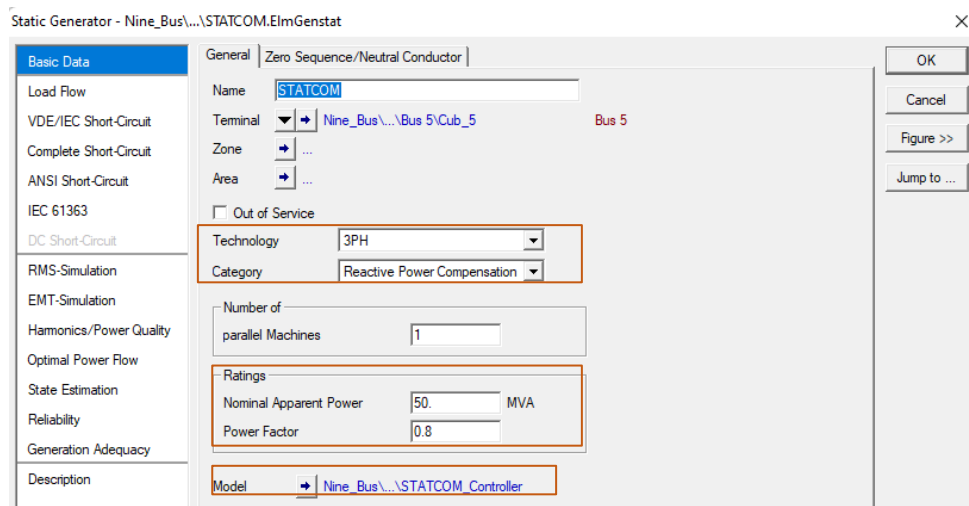 Static Generator - Nine_Bus\...\STATCOM.ElmGenstat
Basic Data
Load Flow
VDE/IEC Short-Circuit
Complete Short-Circuit
ANSI Short-Circuit
IEC 61363
DC Short-Circuit
RMS-Simulation
EMT-Simulation
Harmonics/Power Quality
Optimal Power Flow
State Estimation
Reliability
Generation Adequacy
Description
General Zero Sequence/Neutral Conductor
Name STATCOM
Terminal Nine_Bus\...\Bus 5\Cub_5 Bus 5
Zone ...
Area ...
Out of Service
Technology 3PH
Category Reactive Power Compensation
Number of
parallel Machines 1
Ratings
Nominal Apparent Power 50. MVA
Power Factor 0.8
Model Nine_Bus\...\STATCOM_Controller
OK
Cancel
Figure >>
Jump to ...